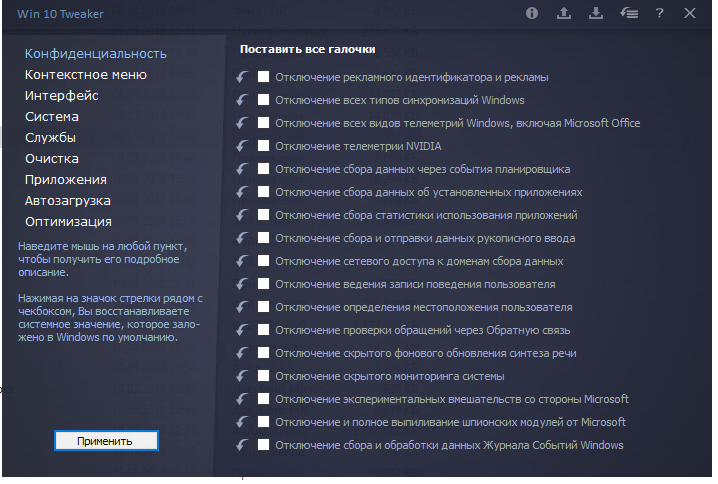 Win 10 Tweaker
?
Конфиденциальность
Контекстное меню
Интерфейс
Система
Службы
Очистка
Приложения
Автозагрузка
Оптимизация
Наведите мышь на любой пункт,
чтобы получить его подробное
описание.
Нажимая на значок стрелки рядом с
чекбоксом, Вы восстанавливаете
системное значение, которое зало-
жено в Windows по умолчанию.
Применить
Поставить все галочки
Отключение рекламного идентификатора и рекламы
Отключение всех типов синхронизаций Windows
Отключение всех видов телеметрий Windows, включая Microsoft Office
Отключение телеметрии NVIDIA
Отключение сбора данных через события планировщика
Отключение сбора данных об установленных приложениях
Отключение сбора статистики использования приложений
Отключение сбора и отправки данных рукописного ввода
Отключение сетевого доступа к доменам сбора данных
Отключение ведения записи поведения пользователя
Отключение определения местоположения пользователя
Отключение проверки обращений через Обратную связь
Отключение скрытого фонового обновления синтеза речи
Отключение скрытого мониторинга системы
Отключение экспериментальных вмешательств со стороны Microsoft
Отключение и полное выпиливание шпионских модулей от Microsoft
Отключение сбора и обработки данных Журнала Событий Windows